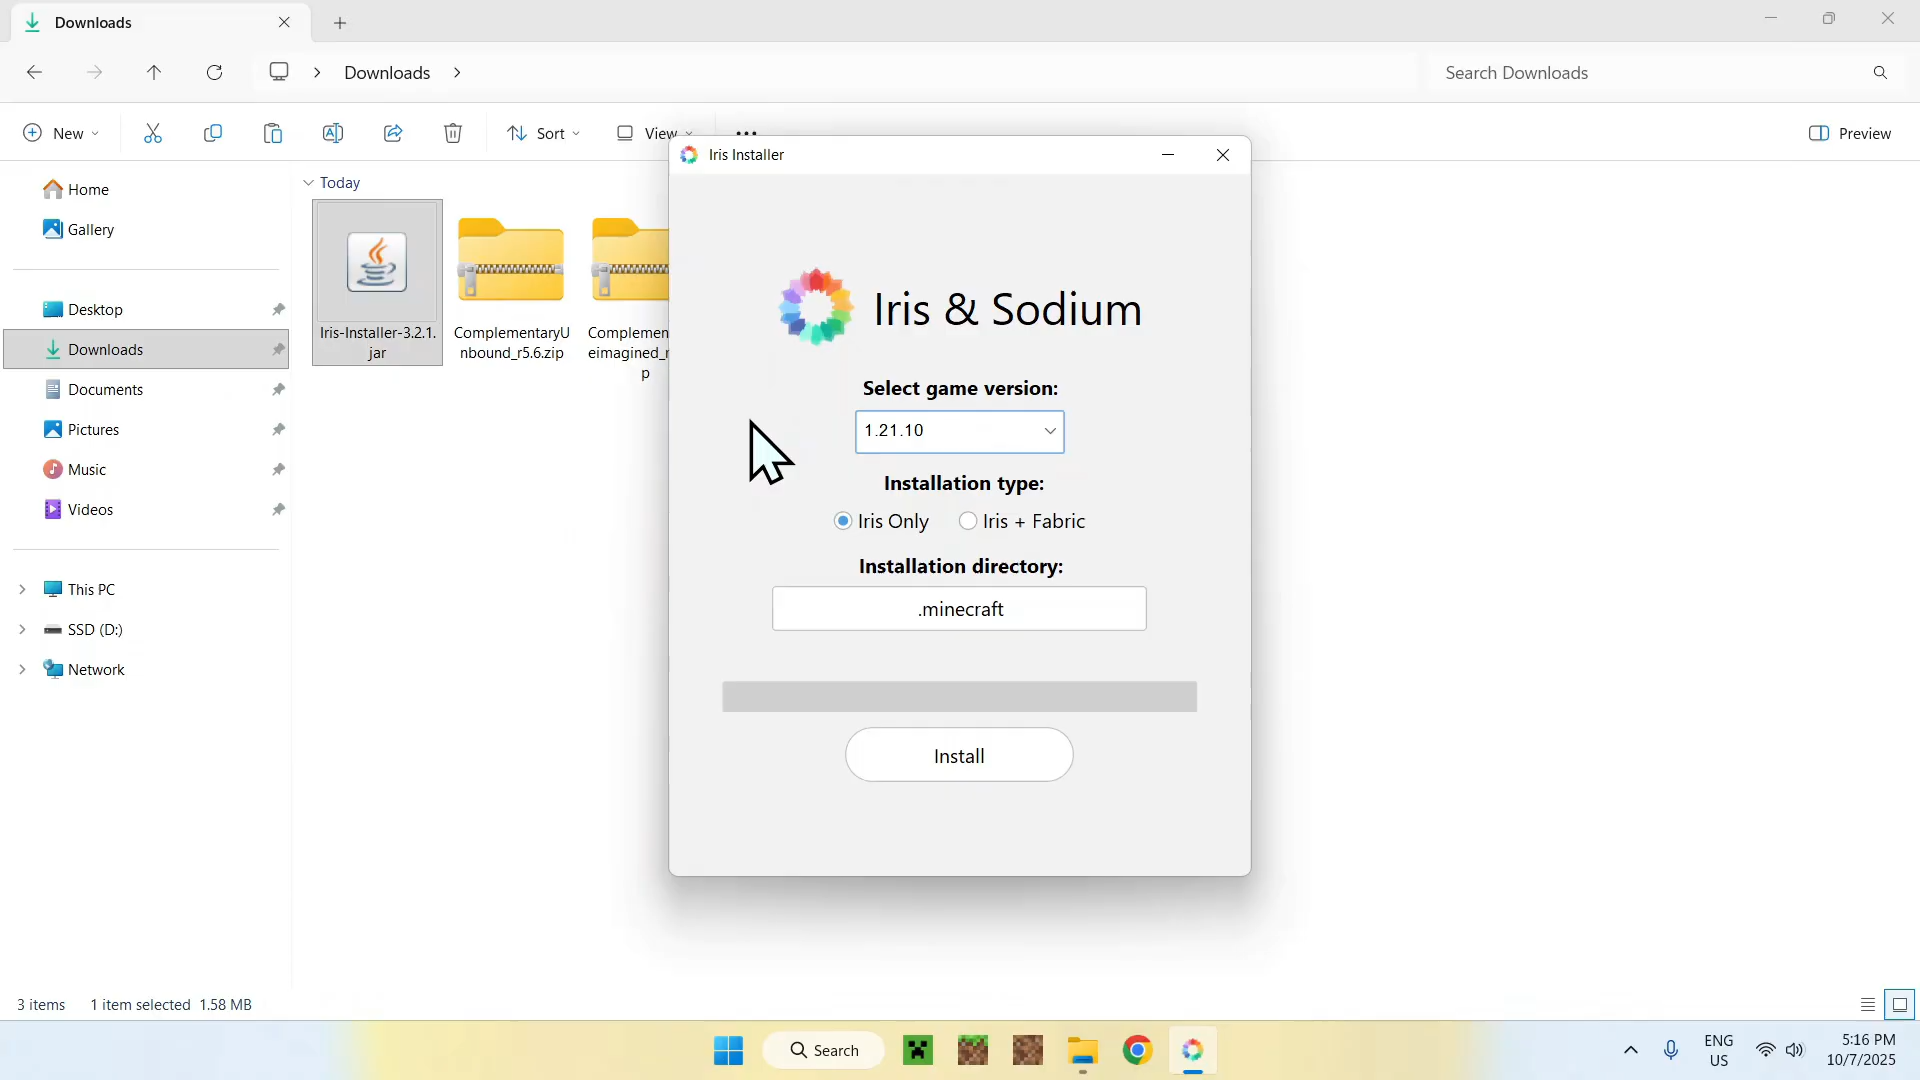 Downloads
Downloads
Search Downloads
New
Sort
View
Preview
Home
Gallery
Desktop
Downloads
Documents
Pictures
Music
Videos
This PC
SSD (D:)
Network
Today
Iris-Installer-3.2.1.
jar
ComplementaryU
nbound_r5.6.zip
Complemen
eimagined_r
p
Iris Installer
Iris & Sodium
Select game version:
1.21.10
Installation type:
Iris Only
Iris + Fabric
Installation directory:
.minecraft
Install
3 items
1 item selected 1.58 MB
Search
ENG
US
5:16 PM
10/7/2025